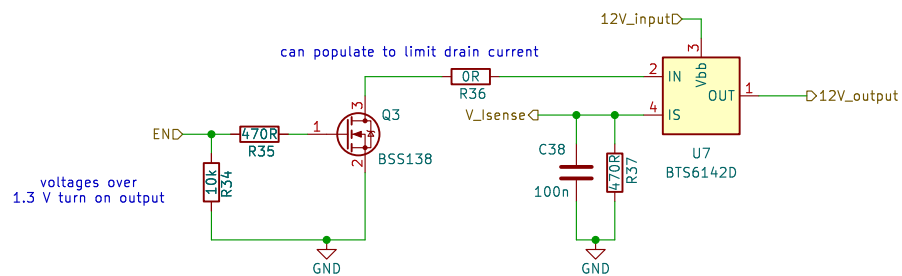 12V_input
can populate to limit drain current
3
Vbb
3
0R
2
IN
R36
OUT
1
12V_output
Q3
V_Isense
4
IS
EN
470R
1
R35
BSS138
C38
U7
2
470R
R37
BTS6142D
voltages over
10k
R34
100n
1.3 V turn on output
GND
GND